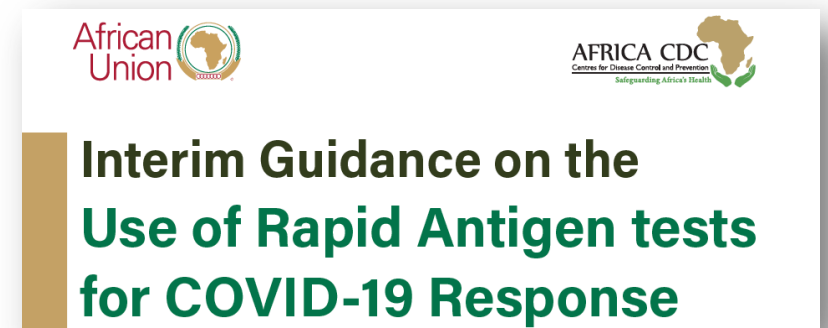 African
Union
AFRICA CDC
Centres for Disease Control and Prevention
Safeguarding Africa's Health
Interim Guidance on the
Use of Rapid Antigen tests
for COVID-19 Response